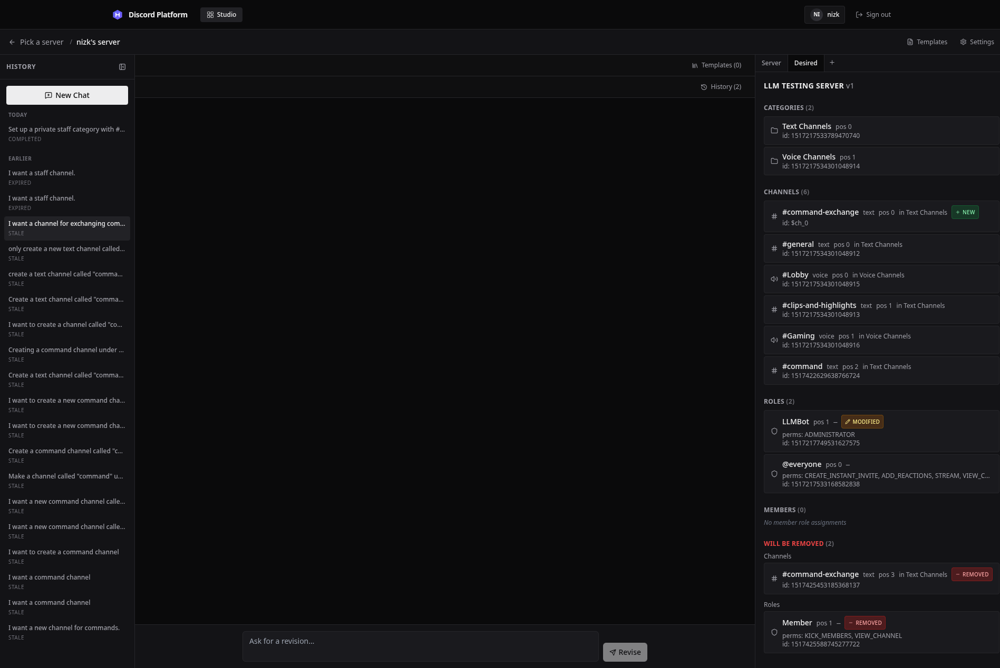 Discord Platform
Studio
NI nizk
Sign out
Pick a server / nizk's server
Templates
Settings
HISTORY
New Chat
TODAY
Set up a private staff category with #...
COMPLETED
EARLIER
I want a staff channel.
EXPIRED
I want a staff channel.
EXPIRED
I want a channel for exchanging com...
STALE
only create a new text channel called...
STALE
create a text channel called "comma...
STALE
Create a text channel called "comma...
STALE
I want to create a channel called "co...
STALE
Creating a command channel under ...
STALE
Create a text channel called "comma...
STALE
I want to create a new command cha...
STALE
I want to create a new command cha...
STALE
Create a command channel called "c...
STALE
Make a channel called "command" u...
STALE
I want a new command channel calle...
STALE
I want a new command channel calle...
STALE
I want to create a command channel
STALE
I want a command channel
STALE
I want a command channel
STALE
I want a new channel for commands.
STALE
Templates (0)
History (2)
Ask for a revision...
Revise
Server
Desired
+
LLM TESTING SERVER v1
CATEGORIES (2)
Text Channels pos 0
id: 1517217533789470740
Voice Channels pos 1
id: 1517217534301048914
CHANNELS (6)
#command-exchange text pos 0 in Text Channels + NEW
id: $ch_0
#general text pos 0 in Text Channels
id: 1517217534301048912
#Lobby voice pos 0 in Voice Channels
id: 1517217534301048915
#clips-and-highlights text pos 1 in Text Channels
id: 1517217534301048913
#Gaming voice pos 1 in Voice Channels
id: 1517217534301048916
#command text pos 2 in Text Channels
id: 1517422629638766724
ROLES (2)
LLMBot pos 1 — MODIFIED
perms: ADMINISTRATOR
id: 1517217749531627575
@everyone pos 0 —
perms: CREATE_INSTANT_INVITE, ADD_REACTIONS, STREAM, VIEW_C...
id: 1517217533168582838
MEMBERS (0)
No member role assignments
WILL BE REMOVED (2)
Channels
#command-exchange text pos 3 in Text Channels − REMOVED
id: 1517425453185368137
Roles
Member pos 1 — − REMOVED
perms: KICK_MEMBERS, VIEW_CHANNEL
id: 1517425588745277722